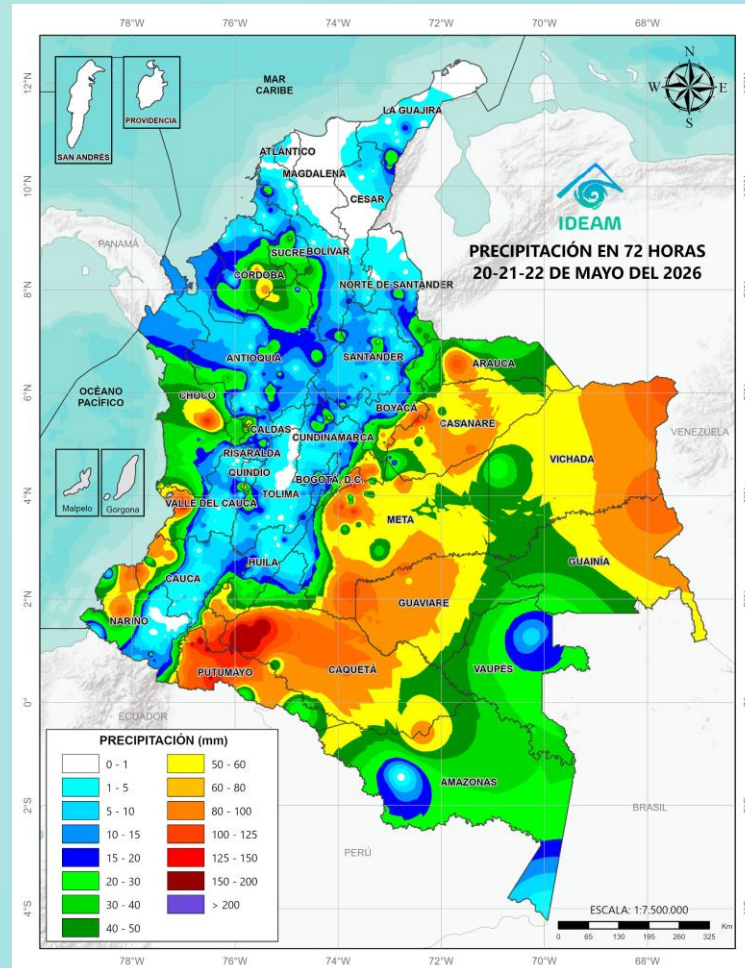 78°W 76°W 74°W 72°W 70°W 68°W
12°N
10°N
8°N
6°N
4°N
2°N
0°
2°S
4°S
SAN ANDRÉS
PROVIDENCIA
MAR
CARIBE
N
W E
S
LA GUAJIRA
ATLÁNTICO
MAGDALENA
CESAR
IDEAM
PRECIPITACIÓN EN 72 HORAS
20-21-22 DE MAYO DEL 2026
PANAMÁ
SUCRE
BOLÍVAR
CÓRDOBA
NORTE DE SANTANDER
ANTIOQUIA
SANTANDER
ARAUCA
OCÉANO
PACÍFICO
CHOCÓ
BOYACÁ
CASANARE
CALDAS
CUNDINAMARCA
VENEZUELA
RISARALDA
VICHADA
QUINDÍO
BOGOTÁ, D.C.
Malpelo
Gorgona
VALLE DEL CAUCA
TOLIMA
META
GUAINÍA
HUILA
CAUCA
GUAVIARE
NARIÑO
PUTUMAYO
CAQUETÁ
VAUPÉS
ECUADOR
AMAZONAS
BRASIL
PERÚ
PRECIPITACIÓN (mm)
0 - 1
1 - 5
5 - 10
10 - 15
15 - 20
20 - 30
30 - 40
40 - 50
50 - 60
60 - 80
80 - 100
100 - 125
125 - 150
150 - 200
> 200
ESCALA: 1:7.500.000
0 65 130 195 260 325 Km
78°W 76°W 74°W 72°W 70°W 68°W